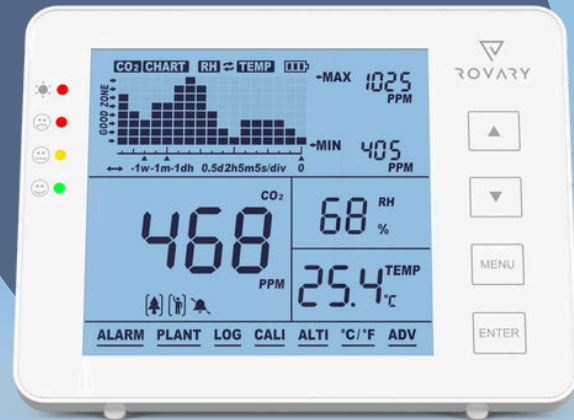 CO2 CHART RH ⇄ TEMP
GOOD ZONE
MAX 1025 PPM
MIN 405 PPM
↔ -1w-1m-1dh 0.5d2h5m5s/div 0
CO2
468
PPM
68 RH %
25.4 TEMP °C
ALARM PLANT LOG CALI ALTI °C/°F ADV
ROVARY
MENU
ENTER